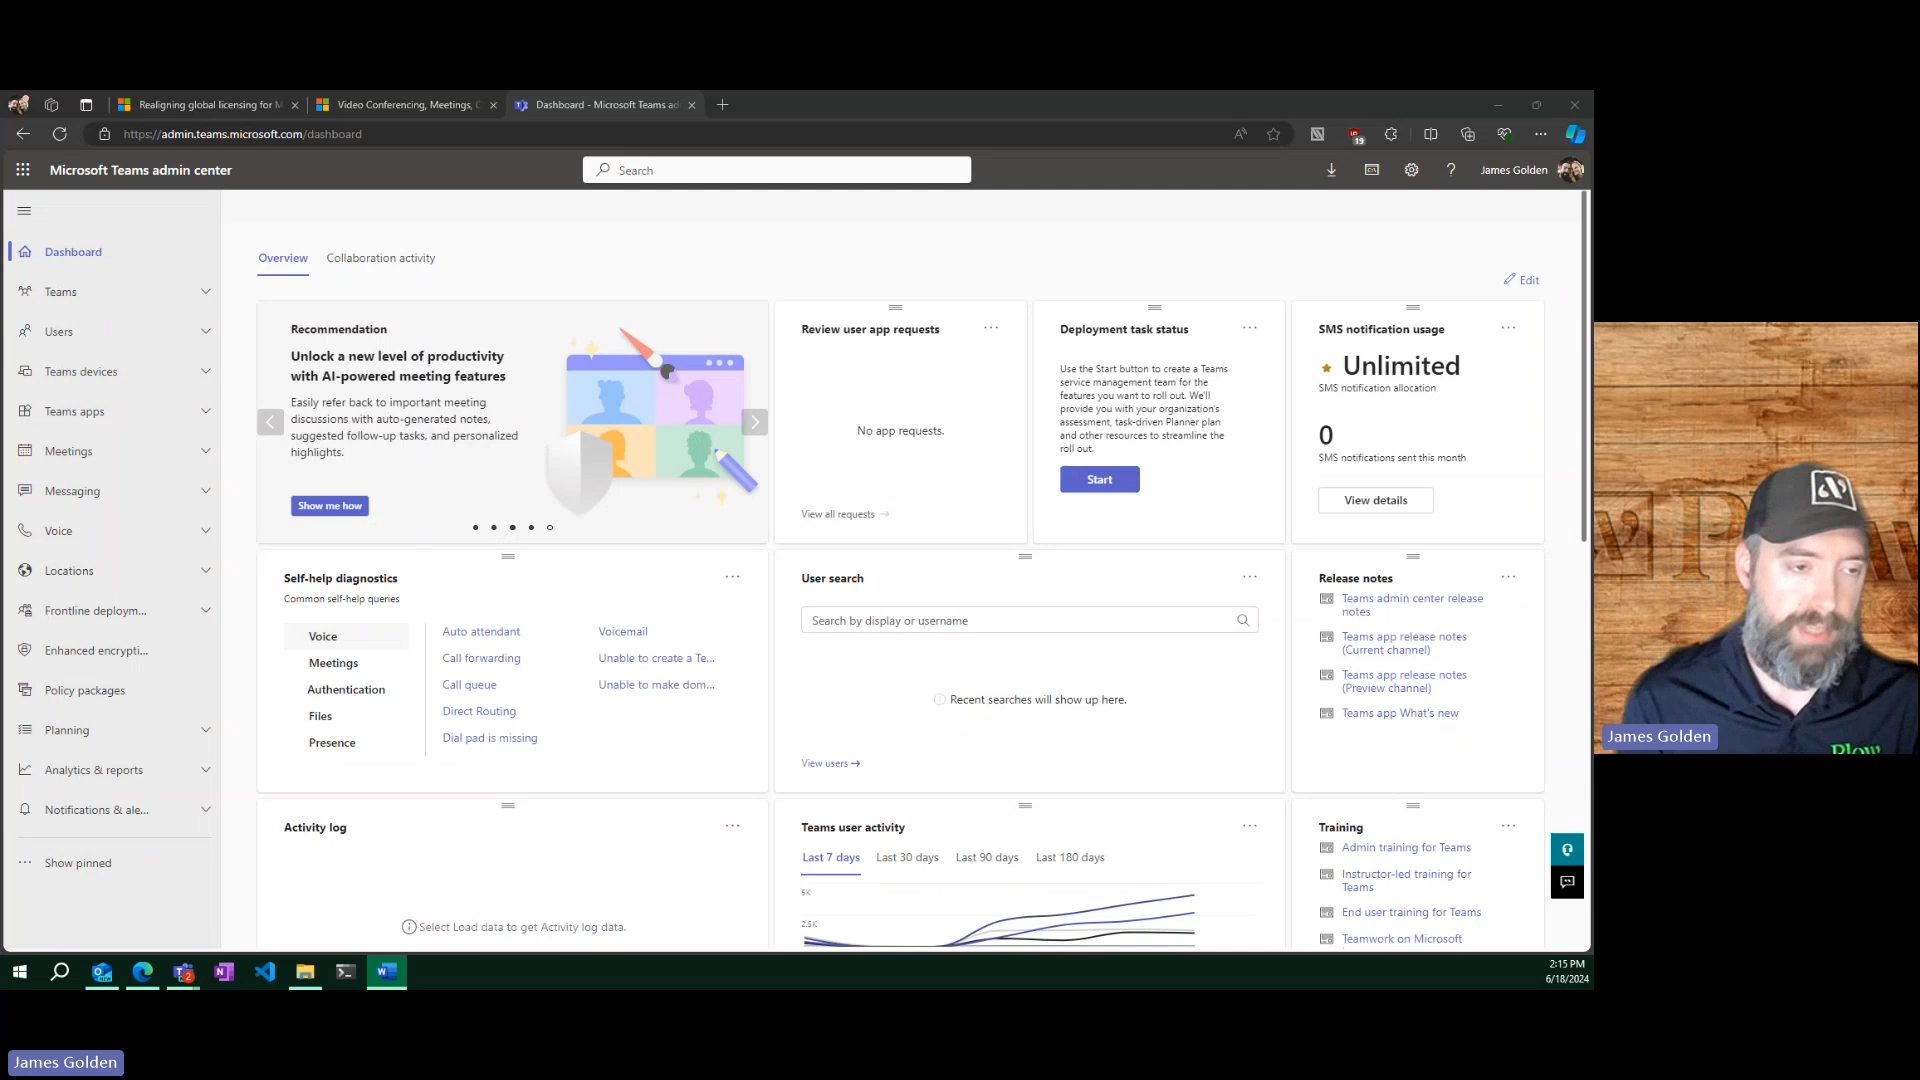 Realigning global licensing for M
Video Conferencing, Meetings, C
Dashboard - Microsoft Teams ad
https://admin.teams.microsoft.com/dashboard
19
Microsoft Teams admin center
Search
James Golden
Dashboard
Teams
Users
Teams devices
Teams apps
Meetings
Messaging
Voice
Locations
Frontline deploym...
Enhanced encrypti...
Policy packages
Planning
Analytics & reports
Notifications & ale...
Show pinned
Overview
Collaboration activity
Edit
Recommendation
Unlock a new level of productivity
with AI-powered meeting features
Easily refer back to important meeting
discussions with auto-generated notes,
suggested follow-up tasks, and personalized
highlights.
Show me how
Review user app requests
No app requests.
View all requests
Deployment task status
Use the Start button to create a Teams
service management team for the
features you want to roll out. We'll
provide you with your organization's
assessment, task-driven Planner plan
and other resources to streamline the
roll out.
Start
SMS notification usage
Unlimited
SMS notification allocation
0
SMS notifications sent this month
View details
Self-help diagnostics
Common self-help queries
Voice
Meetings
Authentication
Files
Presence
Auto attendant
Call forwarding
Call queue
Direct Routing
Dial pad is missing
Voicemail
Unable to create a Te...
Unable to make dom...
User search
Search by display or username
Recent searches will show up here.
View users
Release notes
Teams admin center release
notes
Teams app release notes
(Current channel)
Teams app release notes
(Preview channel)
Teams app What's new
Activity log
Select Load data to get Activity log data.
Teams user activity
Last 7 days
Last 30 days
Last 90 days
Last 180 days
5K
2.5K
Training
Admin training for Teams
Instructor-led training for
Teams
End user training for Teams
Teamwork on Microsoft
2
2:15 PM
6/18/2024
James Golden
Plow
James Golden